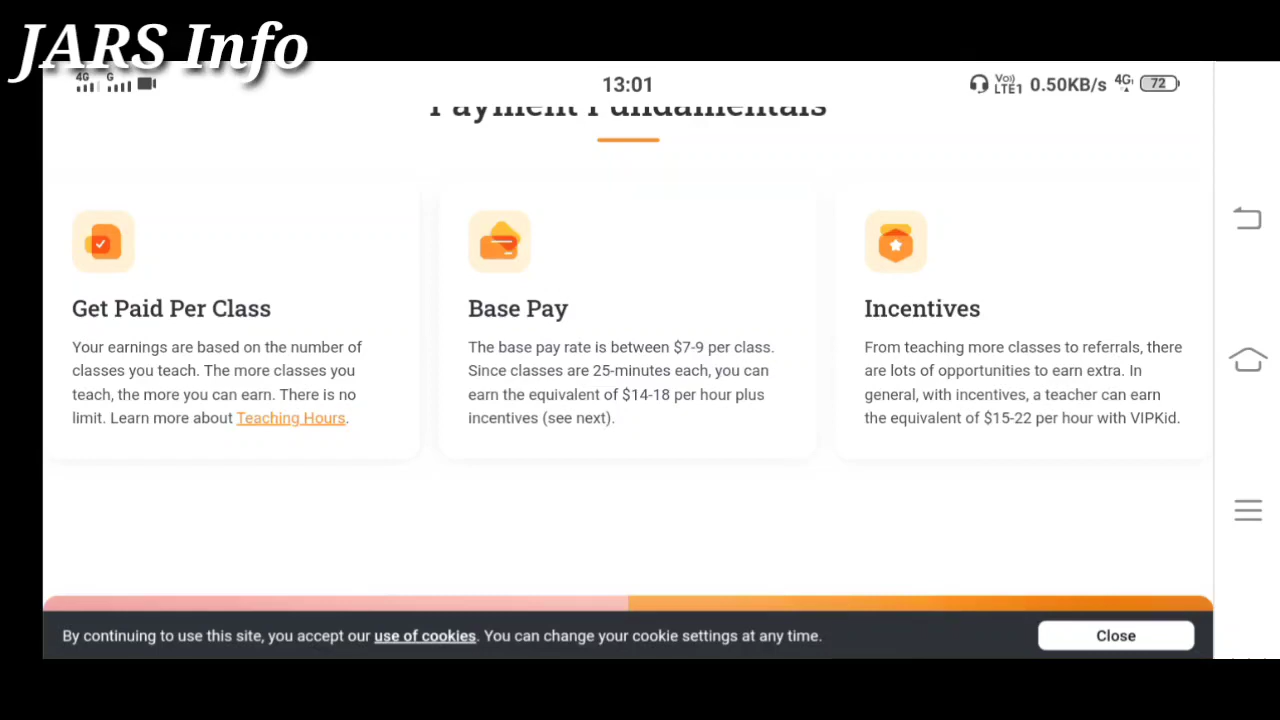 JARS Info
4G G 13:01 Vo)) LTE1 0.50KB/s 4G 72
Payment Fundamentals
Get Paid Per Class
Your earnings are based on the number of
classes you teach. The more classes you
teach, the more you can earn. There is no
limit. Learn more about Teaching Hours.
Base Pay
The base pay rate is between $7-9 per class.
Since classes are 25-minutes each, you can
earn the equivalent of $14-18 per hour plus
incentives (see next).
Incentives
From teaching more classes to referrals, there
are lots of opportunities to earn extra. In
general, with incentives, a teacher can earn
the equivalent of $15-22 per hour with VIPKid.
By continuing to use this site, you accept our use of cookies. You can change your cookie settings at any time.
Close